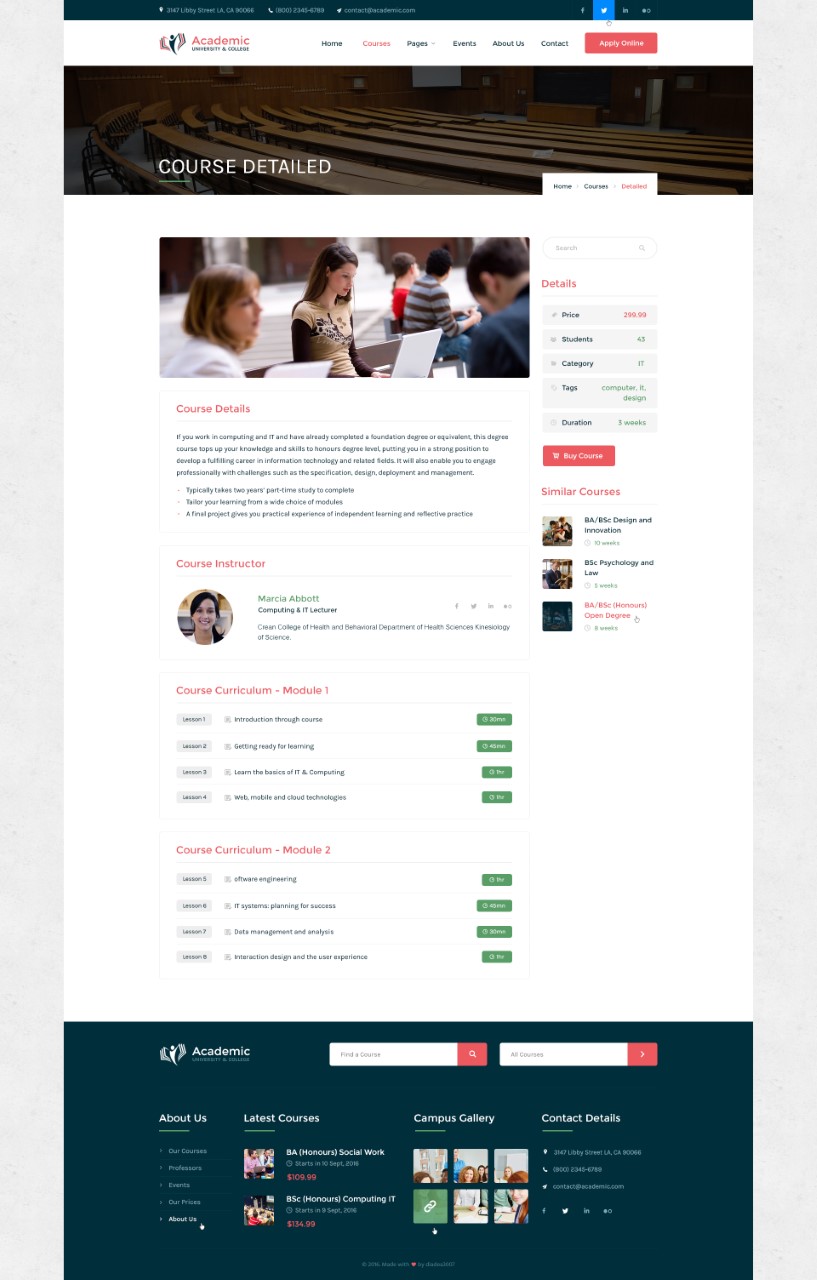 3147 Libby Street LA, CA 90066 (800) 2345-6789 contact@academic.com
Academic
UNIVERSITY & COLLEGE
Home Courses Pages Events About Us Contact Apply Online
COURSE DETAILED
Home Courses Detailed
Search
Course Details
If you work in computing and IT and have already completed a foundation degree or equivalent, this degree
course tops up your knowledge and skills to honours degree level, putting you in a strong position to
develop a fulfilling career in information technology and related fields. It will also enable you to engage
professionally with challenges such as the specification, design, deployment and management.
- Typically takes two years' part-time study to complete
- Tailor your learning from a wide choice of modules
- A final project gives you practical experience of independent learning and reflective practice
Course Instructor
Marcia Abbott
Computing & IT Lecturer
Crean College of Health and Behavioral Department of Health Sciences Kinesiology
of Science.
Course Curriculum - Module 1
Lesson 1 Introduction through course 30mn
Lesson 2 Getting ready for learning 45mn
Lesson 3 Learn the basics of IT & Computing 1hr
Lesson 4 Web, mobile and cloud technologies 1hr
Course Curriculum - Module 2
Lesson 5 oftware engineering 1hr
Lesson 6 IT systems: planning for success 45mn
Lesson 7 Data management and analysis 30mn
Lesson 8 Interaction design and the user experience 1hr
Details
Price 299.99
Students 43
Category IT
Tags computer, it,
design
Duration 3 weeks
Buy Course
Similar Courses
BA/BSc Design and
Innovation
10 weeks
BSc Psychology and
Law
5 weeks
BA/BSc (Honours)
Open Degree
8 weeks
Academic
UNIVERSITY & COLLEGE
Find a Course
All Courses
About Us
Our Courses
Professors
Events
Our Prices
About Us
Latest Courses
BA (Honours) Social Work
Starts in 10 Sept, 2016
$109.99
BSc (Honours) Computing IT
Starts in 9 Sept, 2016
$134.99
Campus Gallery
Contact Details
3147 Libby Street LA, CA 90066
(800) 2345-6789
contact@academic.com
© 2016. Made with ❤ by